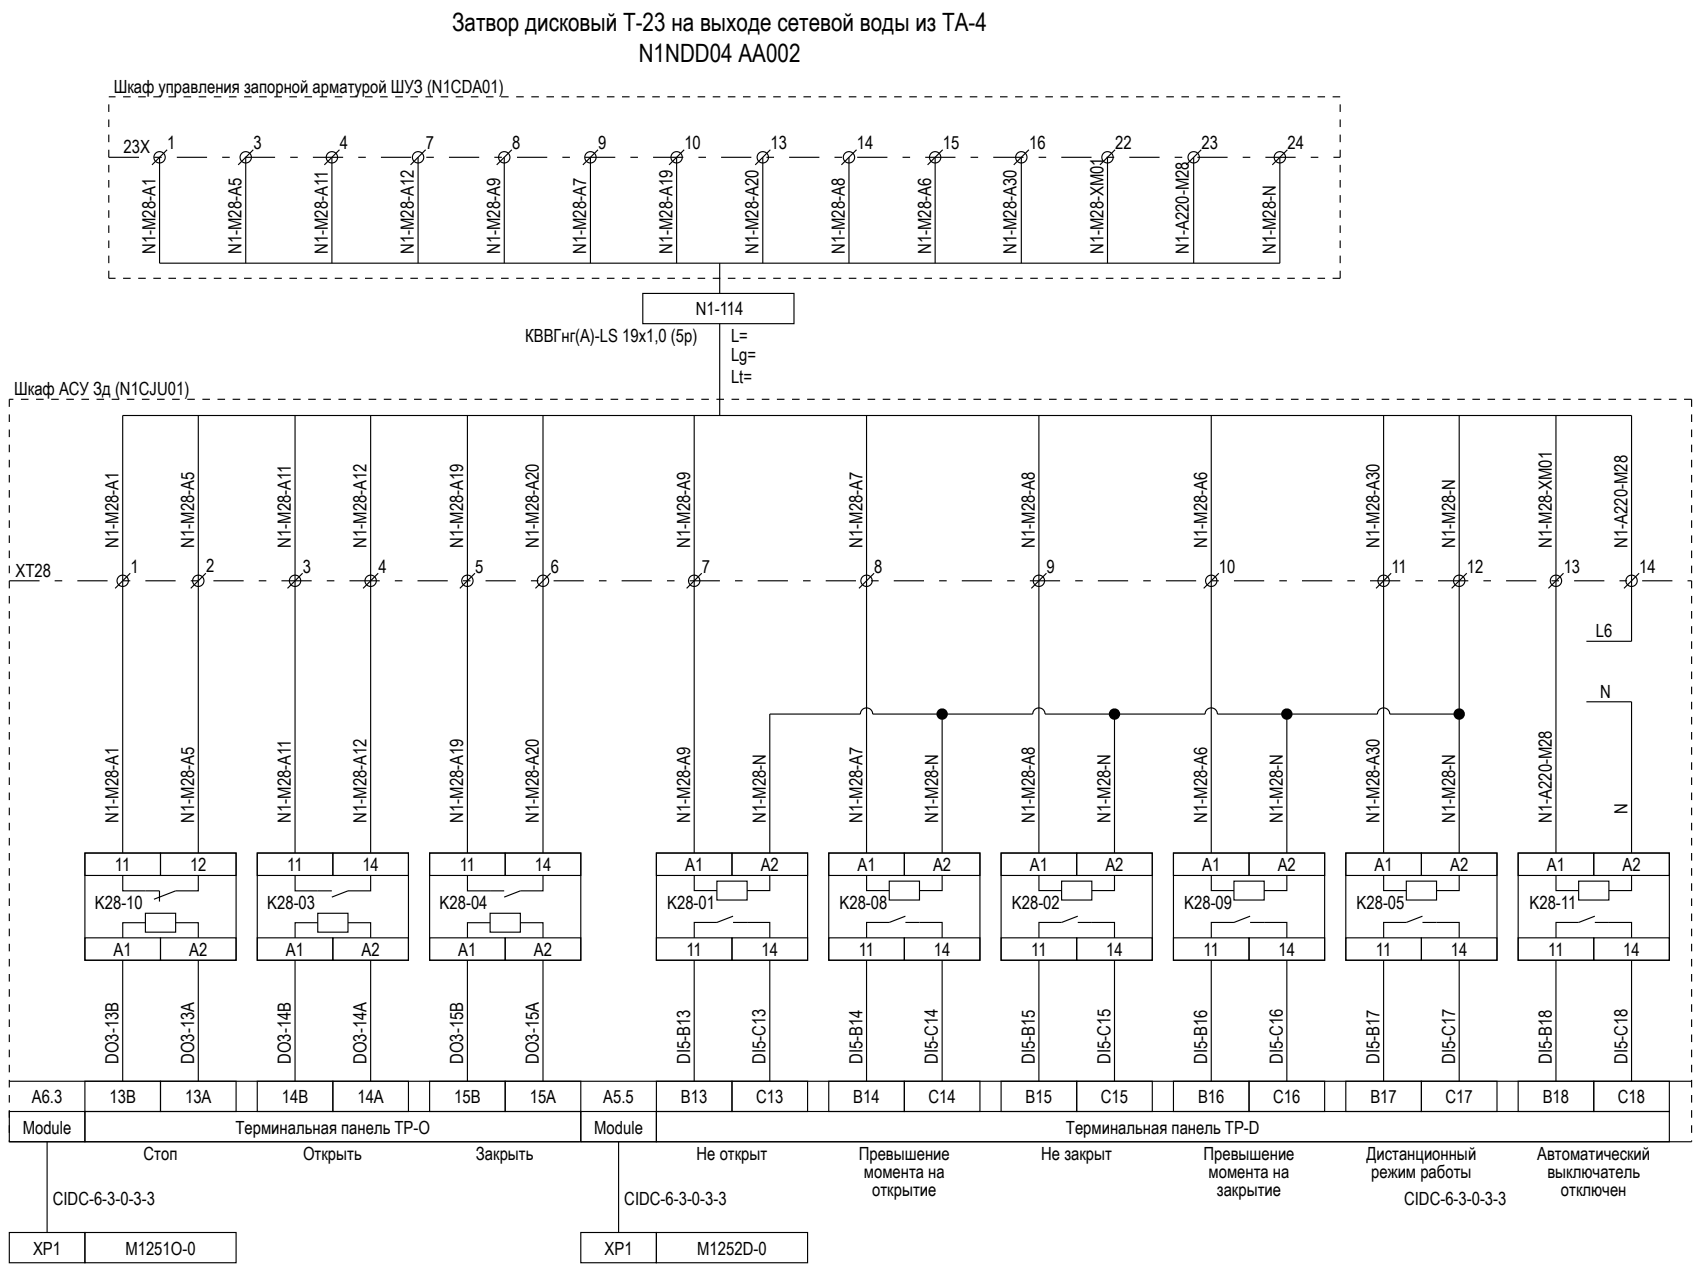 Затвор дисковый Т-23 на выходе сетевой воды из ТА-4
N1NDD04 AA002
Шкаф управления запорной арматурой ШУЗ (N1CDA01)
23X 1 3 4 7 8 9 10 13 14 15 16 22 23 24
N1-M28-A1 N1-M28-A5 N1-M28-A11 N1-M28-A12 N1-M28-A9 N1-M28-A7 N1-M28-A19 N1-M28-A20 N1-M28-A8 N1-M28-A6 N1-M28-A30 N1-M28-XM01 N1-A220-M28 N1-M28-N
N1-114
КВВГнг(А)-LS 19x1,0 (5р) L=
Lg=
Lt=
Шкаф АСУ 3д (N1CJU01)
N1-M28-A1 N1-M28-A5 N1-M28-A11 N1-M28-A12 N1-M28-A19 N1-M28-A20 N1-M28-A9 N1-M28-A7 N1-M28-A8 N1-M28-A6 N1-M28-A30 N1-M28-N N1-M28-XM01 N1-A220-M28
XT28 1 2 3 4 5 6 7 8 9 10 11 12 13 14
L6
N
N1-M28-A1 N1-M28-A5 N1-M28-A11 N1-M28-A12 N1-M28-A19 N1-M28-A20 N1-M28-A9 N1-M28-N N1-M28-A7 N1-M28-N N1-M28-A8 N1-M28-N N1-M28-A6 N1-M28-N N1-M28-A30 N1-M28-N N1-A220-M28 N
11 12 11 14 11 14 A1 A2 A1 A2 A1 A2 A1 A2 A1 A2 A1 A2
K28-10 K28-03 K28-04 K28-01 K28-08 K28-02 K28-09 K28-05 K28-11
A1 A2 A1 A2 A1 A2 11 14 11 14 11 14 11 14 11 14 11 14
DO3-13B DO3-13A DO3-14B DO3-14A DO3-15B DO3-15A DI5-B13 DI5-C13 DI5-B14 DI5-C14 DI5-B15 DI5-C15 DI5-B16 DI5-C16 DI5-B17 DI5-C17 DI5-B18 DI5-C18
A6.3 13B 13A 14B 14A 15B 15A A5.5 B13 C13 B14 C14 B15 C15 B16 C16 B17 C17 B18 C18
Module Терминальная панель TP-O Module Терминальная панель TP-D
Стоп Открыть Закрыть Не открыт Превышение Не закрыт Превышение Дистанционный Автоматический
момента на момента на режим работы выключатель
открытие закрытие отключен
CIDC-6-3-0-3-3 CIDC-6-3-0-3-3 CIDC-6-3-0-3-3
XP1 M1251O-0 XP1 M1252D-0